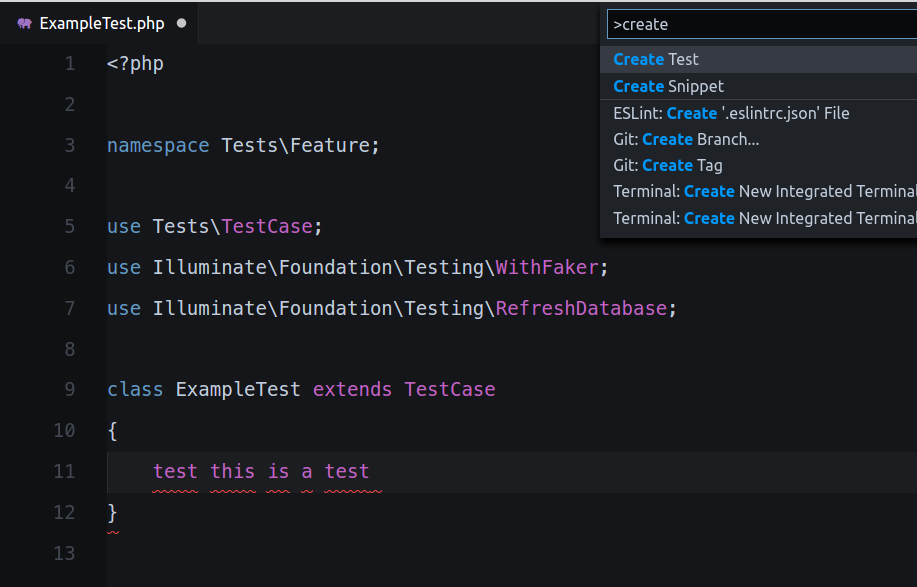 ExampleTest.php
>create
Create Test
Create Snippet
ESLint: Create '.eslintrc.json' File
Git: Create Branch...
Git: Create Tag
Terminal: Create New Integrated Terminal
Terminal: Create New Integrated Terminal
1 <?php
2
3 namespace Tests\Feature;
4
5 use Tests\TestCase;
6 use Illuminate\Foundation\Testing\WithFaker;
7 use Illuminate\Foundation\Testing\RefreshDatabase;
8
9 class ExampleTest extends TestCase
10 {
11 test this is a test
12 }
13